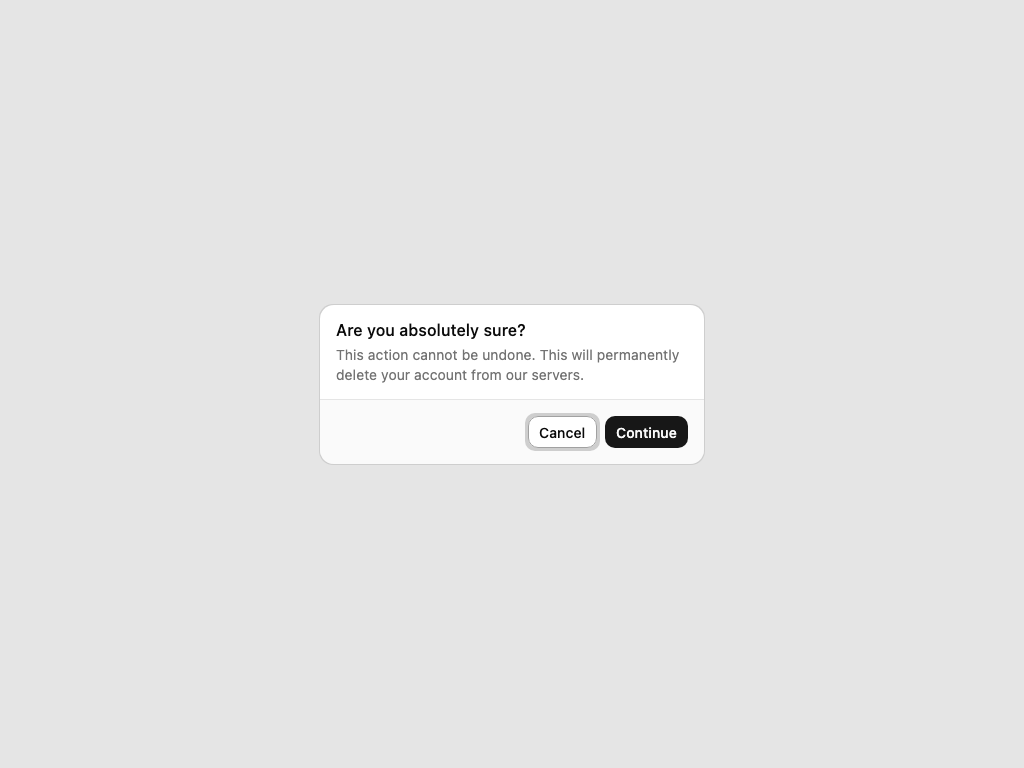 Are you absolutely sure?
This action cannot be undone. This will permanently
delete your account from our servers.
Cancel
Continue